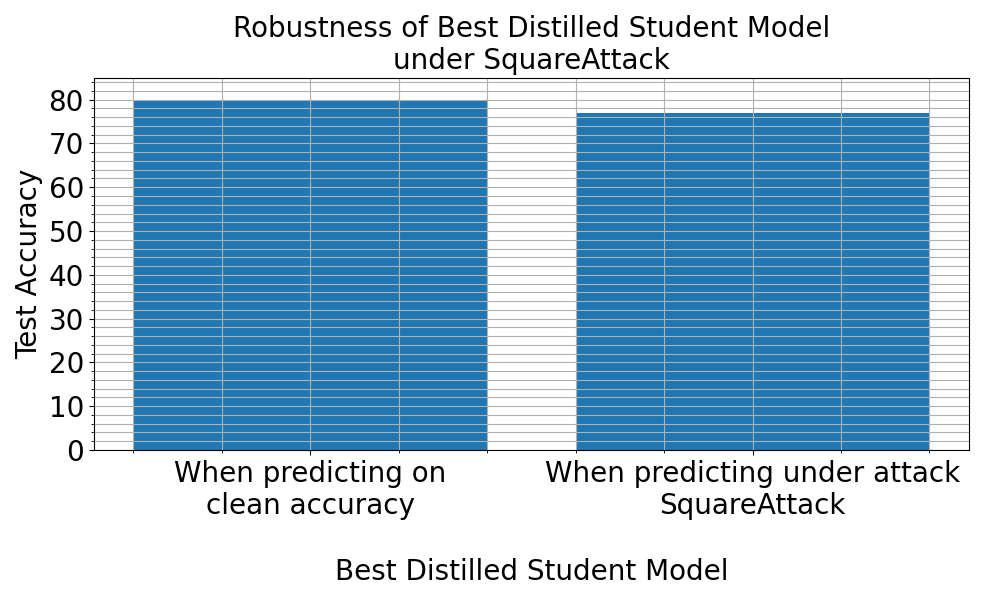 Robustness of Best Distilled Student Model
under SquareAttack
Test Accuracy
80
70
60
50
40
30
20
10
0
When predicting on
clean accuracy
When predicting under attack
SquareAttack
Best Distilled Student Model